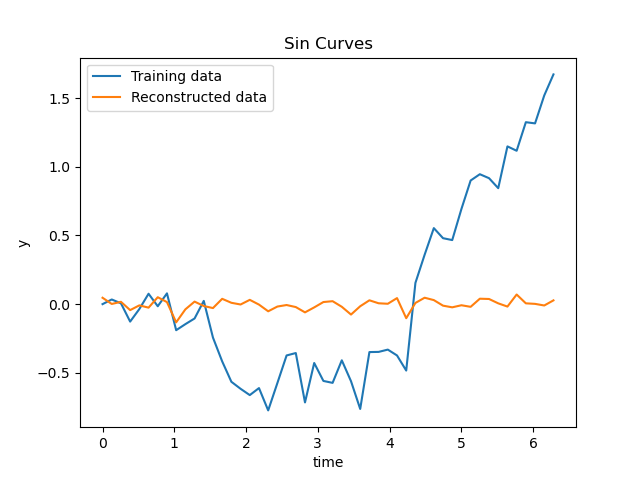 Sin Curves
Training data
Reconstructed data
1.5
1.0
0.5
0.0
−0.5
y
0 1 2 3 4 5 6
time